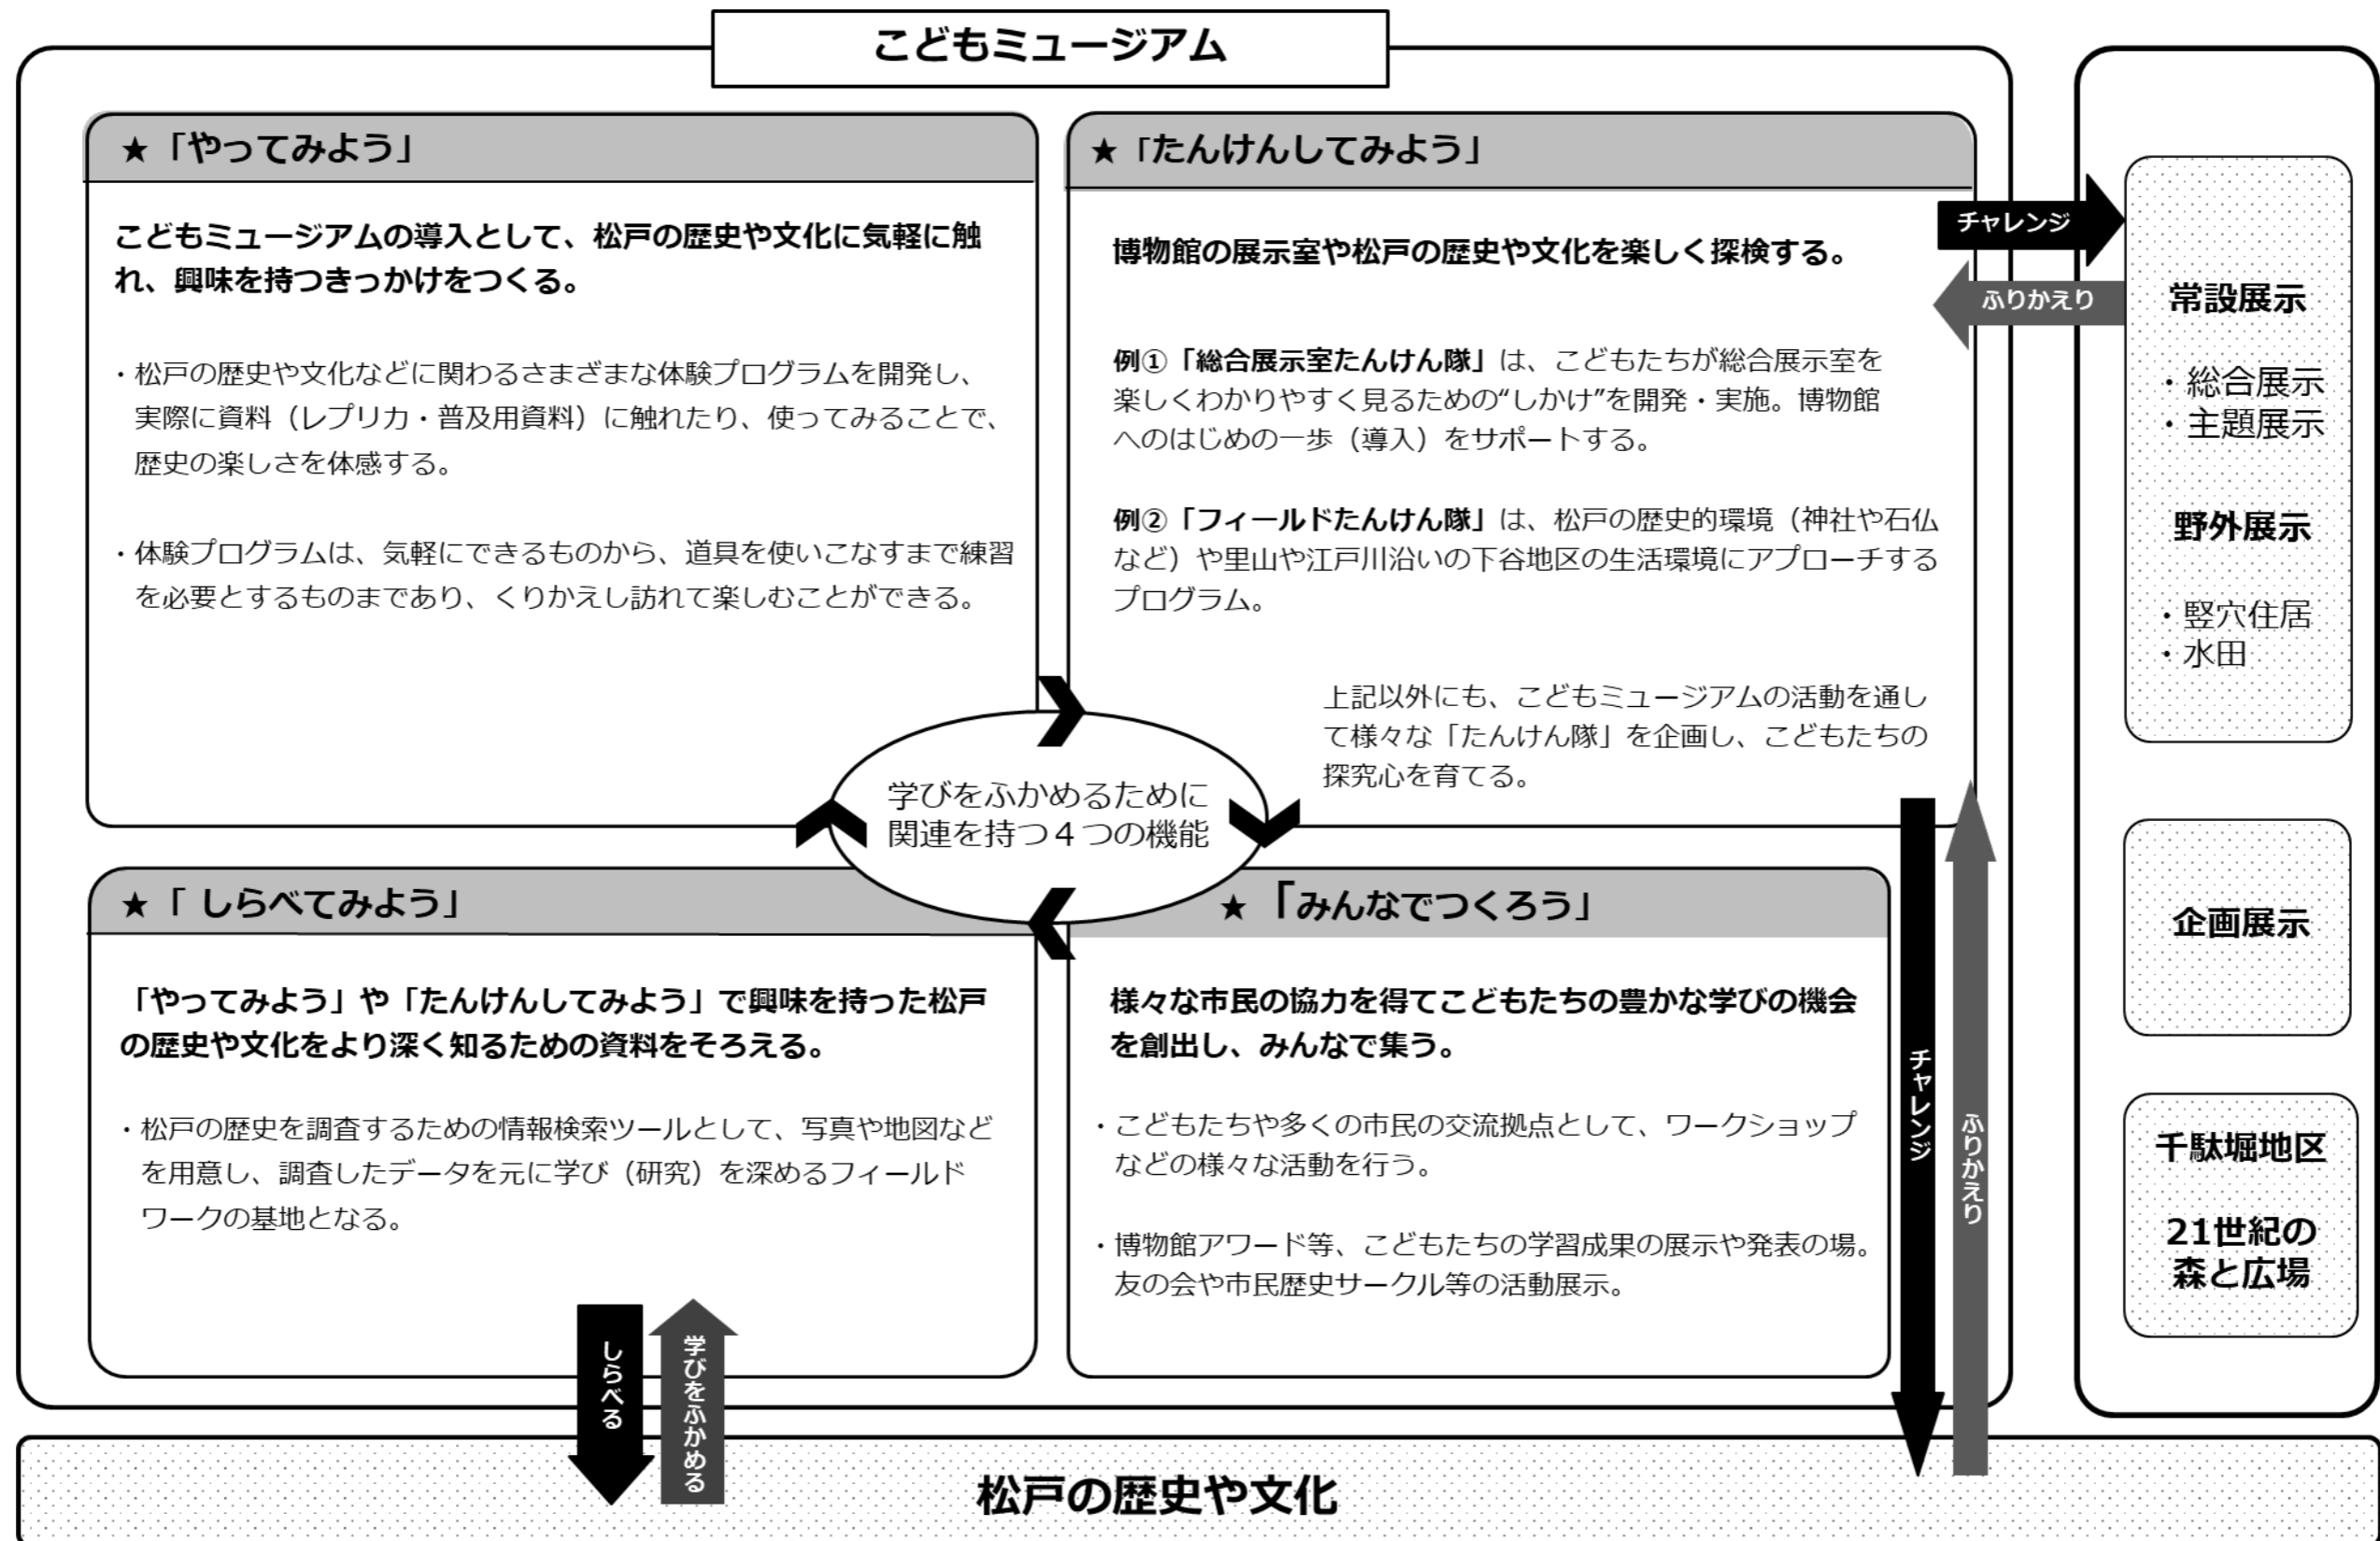 こどもミュージアム
★「やってみよう」
こどもミュージアムの導入として、松戸の歴史や文化に気軽に触
れ、興味を持つきっかけをつくる。
・松戸の歴史や文化などに関わるさまざまな体験プログラムを開発し、
実際に資料（レプリカ・普及用資料）に触れたり、使ってみることで、
歴史の楽しさを体感する。
・体験プログラムは、気軽にできるものから、道具を使いこなすまで練習
を必要とするものまであり、くりかえし訪れて楽しむことができる。
★「たんけんしてみよう」
博物館の展示室や松戸の歴史や文化を楽しく探検する。
例①「総合展示室たんけん隊」は、こどもたちが総合展示室を
楽しくわかりやすく見るための“しかけ”を開発・実施。博物館
へのはじめの一歩（導入）をサポートする。
例②「フィールドたんけん隊」は、松戸の歴史的環境（神社や石仏
など）や里山や江戸川沿いの下谷地区の生活環境にアプローチする
プログラム。
上記以外にも、こどもミュージアムの活動を通し
て様々な「たんけん隊」を企画し、こどもたちの
探究心を育てる。
チャレンジ
ふりかえり
学びをふかめるために
関連を持つ４つの機能
★「 しらべてみよう」
「やってみよう」や「たんけんしてみよう」で興味を持った松戸
の歴史や文化をより深く知るための資料をそろえる。
・松戸の歴史を調査するための情報検索ツールとして、写真や地図など
を用意し、調査したデータを元に学び（研究）を深めるフィールド
ワークの基地となる。
しらべる
学びをふかめる
★「みんなでつくろう」
様々な市民の協力を得てこどもたちの豊かな学びの機会
を創出し、みんなで集う。
・こどもたちや多くの市民の交流拠点として、ワークショップ
などの様々な活動を行う。
・博物館アワード等、こどもたちの学習成果の展示や発表の場。
友の会や市民歴史サークル等の活動展示。
チャレンジ
ふりかえり
常設展示
・総合展示
・主題展示
野外展示
・竪穴住居
・水田
企画展示
千駄堀地区
21世紀の
森と広場
松戸の歴史や文化